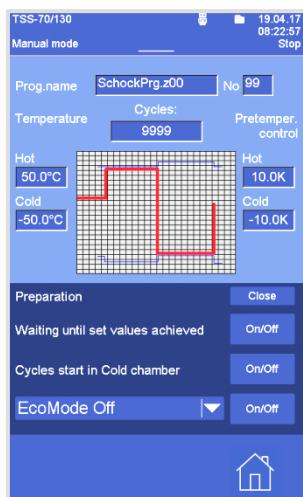 TSS-70/130 19.04.17
08:22:57
Manual mode Stop
Prog.name SchockPrg.z00 No 99
Temperature Cycles: Pretemper.
9999 control
Hot Hot
50.0°C 10.0K
Cold Cold
-50.0°C -10.0K
Preparation Close
Waiting until set values achieved On/Off
Cycles start in Cold chamber On/Off
EcoMode Off On/Off